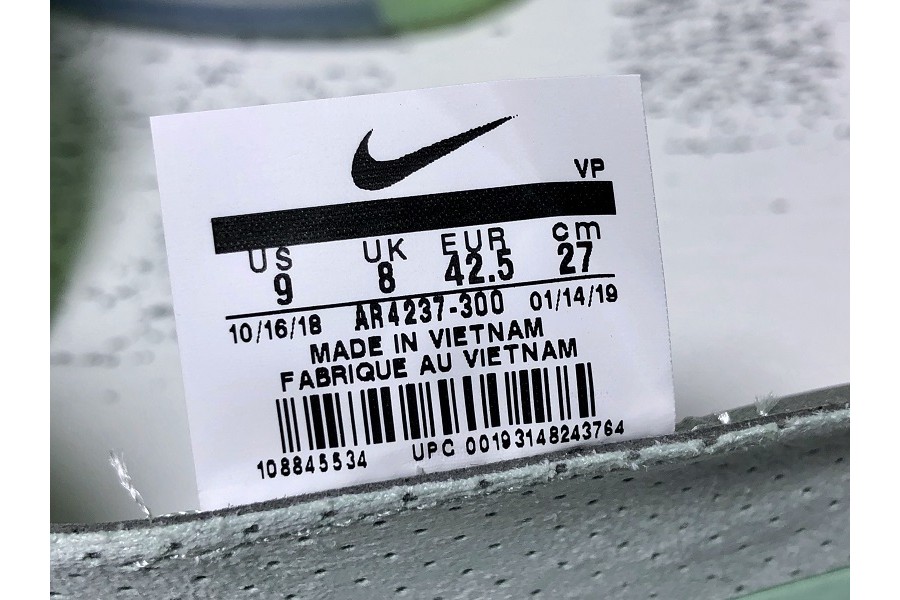 VP
US UK EUR cm
9 8 42.5 27
10/16/18 AR4237-300 01/14/19
MADE IN VIETNAM
FABRIQUE AU VIETNAM
108845534 UPC 00193148243764